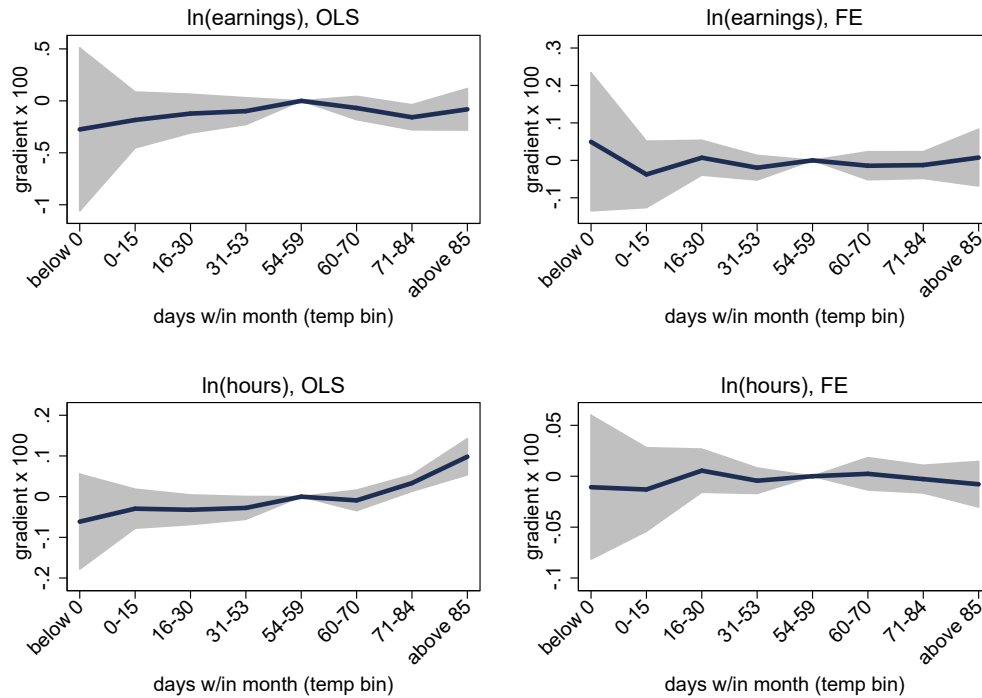 ln(earnings), OLS
gradient x 100
.5
0
-.5
-1
below 0
0-15
16-30
31-53
54-59
60-70
71-84
above 85
days w/in month (temp bin)
ln(earnings), FE
gradient x 100
.3
.2
.1
0
-.1
below 0
0-15
16-30
31-53
54-59
60-70
71-84
above 85
days w/in month (temp bin)
ln(hours), OLS
gradient x 100
.2
.1
0
-.1
-.2
below 0
0-15
16-30
31-53
54-59
60-70
71-84
above 85
days w/in month (temp bin)
ln(hours), FE
gradient x 100
.05
0
-.05
-.1
below 0
0-15
16-30
31-53
54-59
60-70
71-84
above 85
days w/in month (temp bin)